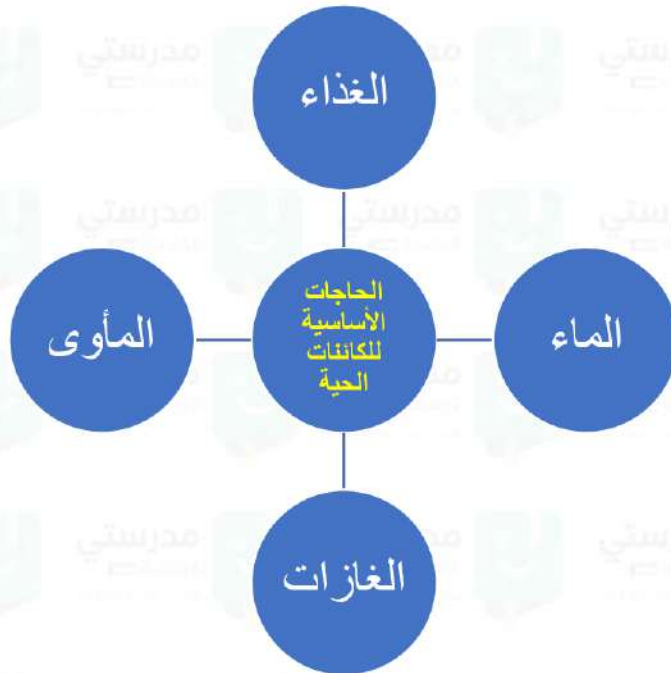 الغذاء
الماء
الحاجات
الأساسية
للكائنات
الحية
المأوى
الغازات